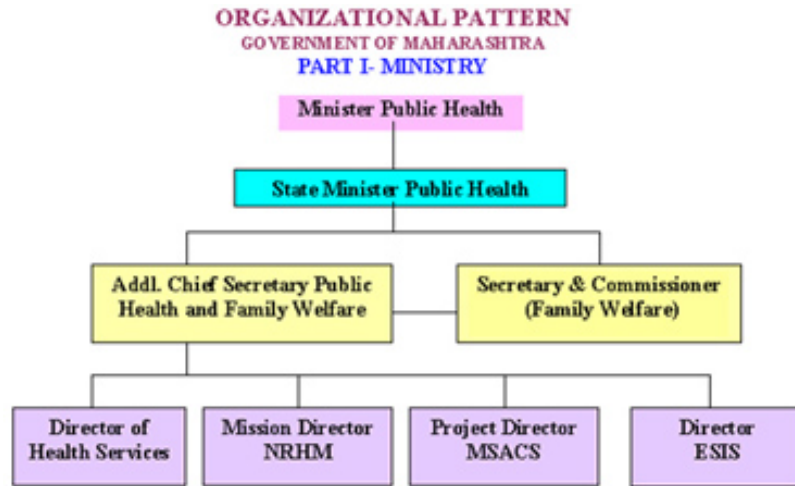 ORGANIZATIONAL PATTERN
GOVERNMENT OF MAHARASHTRA
PART I- MINISTRY
Minister Public Health
State Minister Public Health
Addl. Chief Secretary Public
Health and Family Welfare
Secretary & Commissioner
(Family Welfare)
Director of
Health Services
Mission Director
NRHM
Project Director
MSACS
Director
ESIS